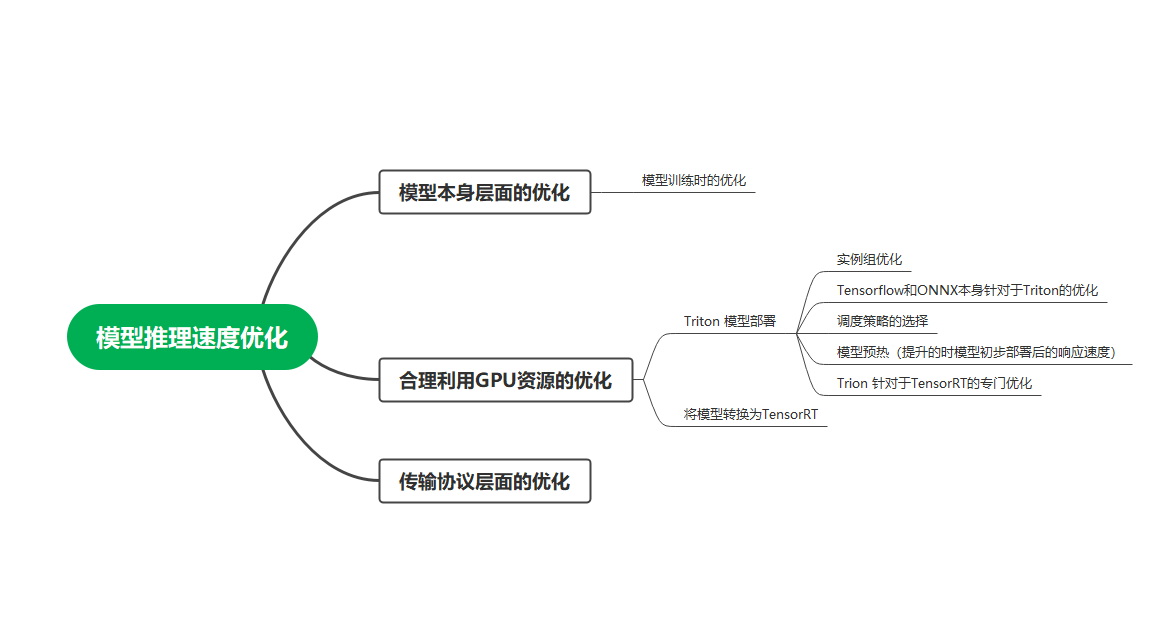 模型推理速度优化
模型本身层面的优化
模型训练时的优化
合理利用GPU资源的优化
Triton 模型部署
实例组优化
Tensorflow和ONNX本身针对于Triton的优化
调度策略的选择
模型预热（提升的时模型初步部署后的响应速度）
Trion 针对于TensorRT的专门优化
将模型转换为TensorRT
传输协议层面的优化